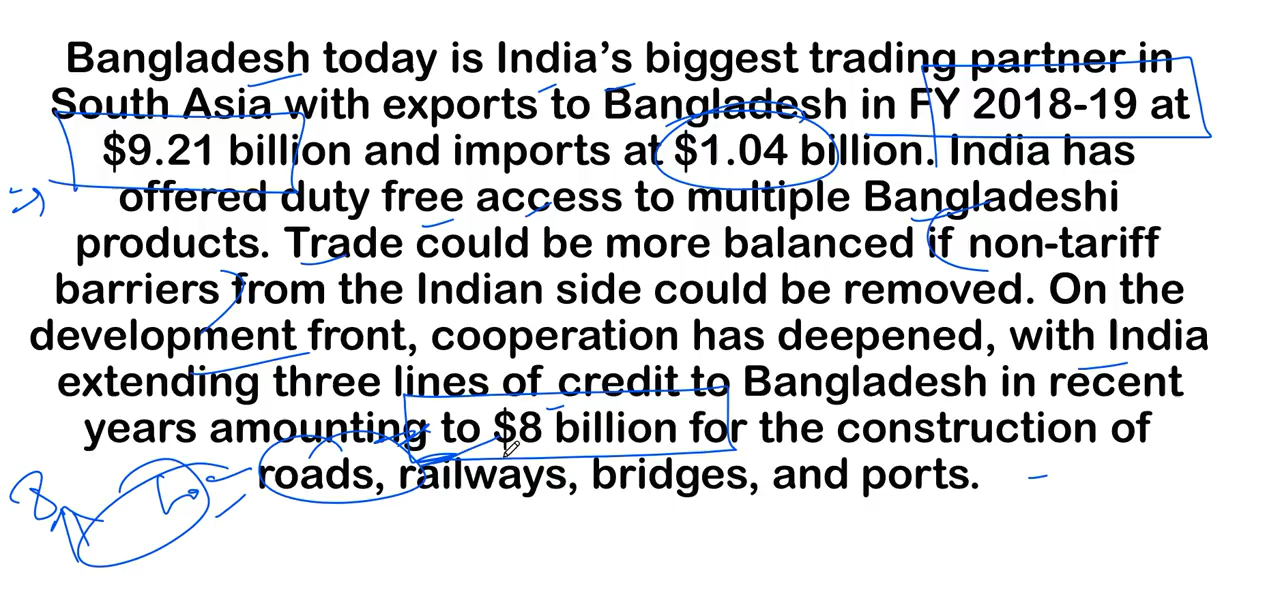 Bangladesh today is India’s biggest trading partner in
South Asia with exports to Bangladesh in FY 2018-19 at
$9.21 billion and imports at $1.04 billion. India has
offered duty free access to multiple Bangladeshi
products. Trade could be more balanced if non-tariff
barriers from the Indian side could be removed. On the
development front, cooperation has deepened, with India
extending three lines of credit to Bangladesh in recent
years amounting to $8 billion for the construction of
roads, railways, bridges, and ports.